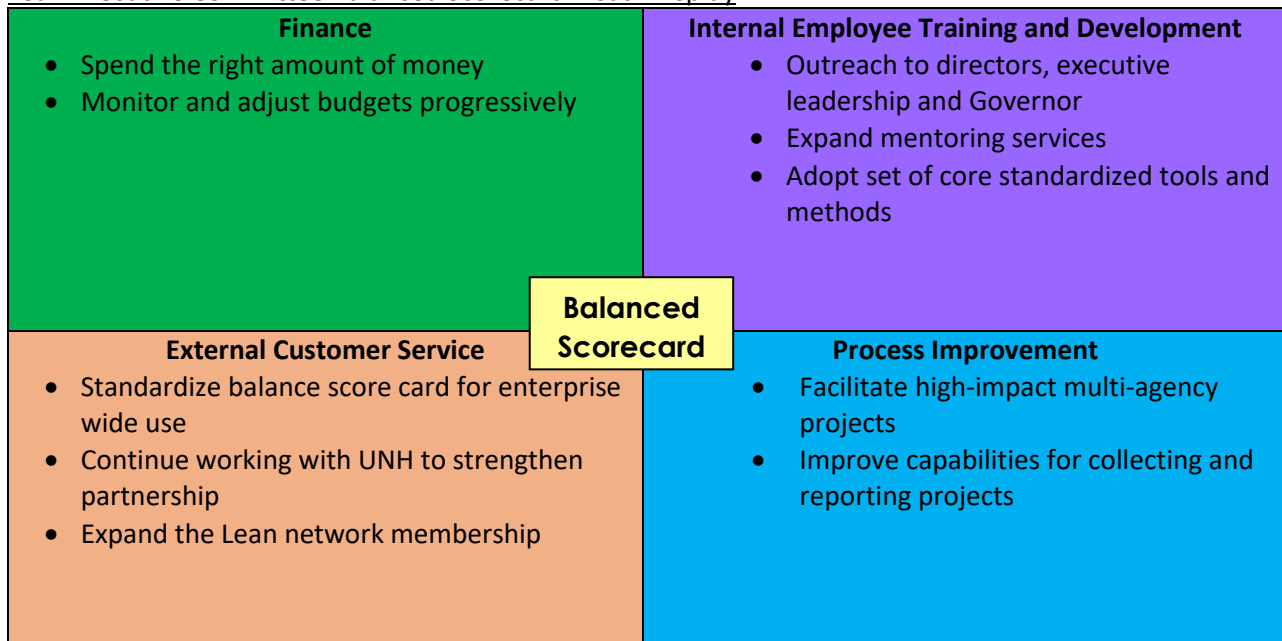 Finance
• Spend the right amount of money
• Monitor and adjust budgets progressively
Internal Employee Training and Development
• Outreach to directors, executive
leadership and Governor
• Expand mentoring services
• Adopt set of core standardized tools and
methods
Balanced
Scorecard
External Customer Service
• Standardize balance score card for enterprise
wide use
• Continue working with UNH to strengthen
partnership
• Expand the Lean network membership
Process Improvement
• Facilitate high-impact multi-agency
projects
• Improve capabilities for collecting and
reporting projects